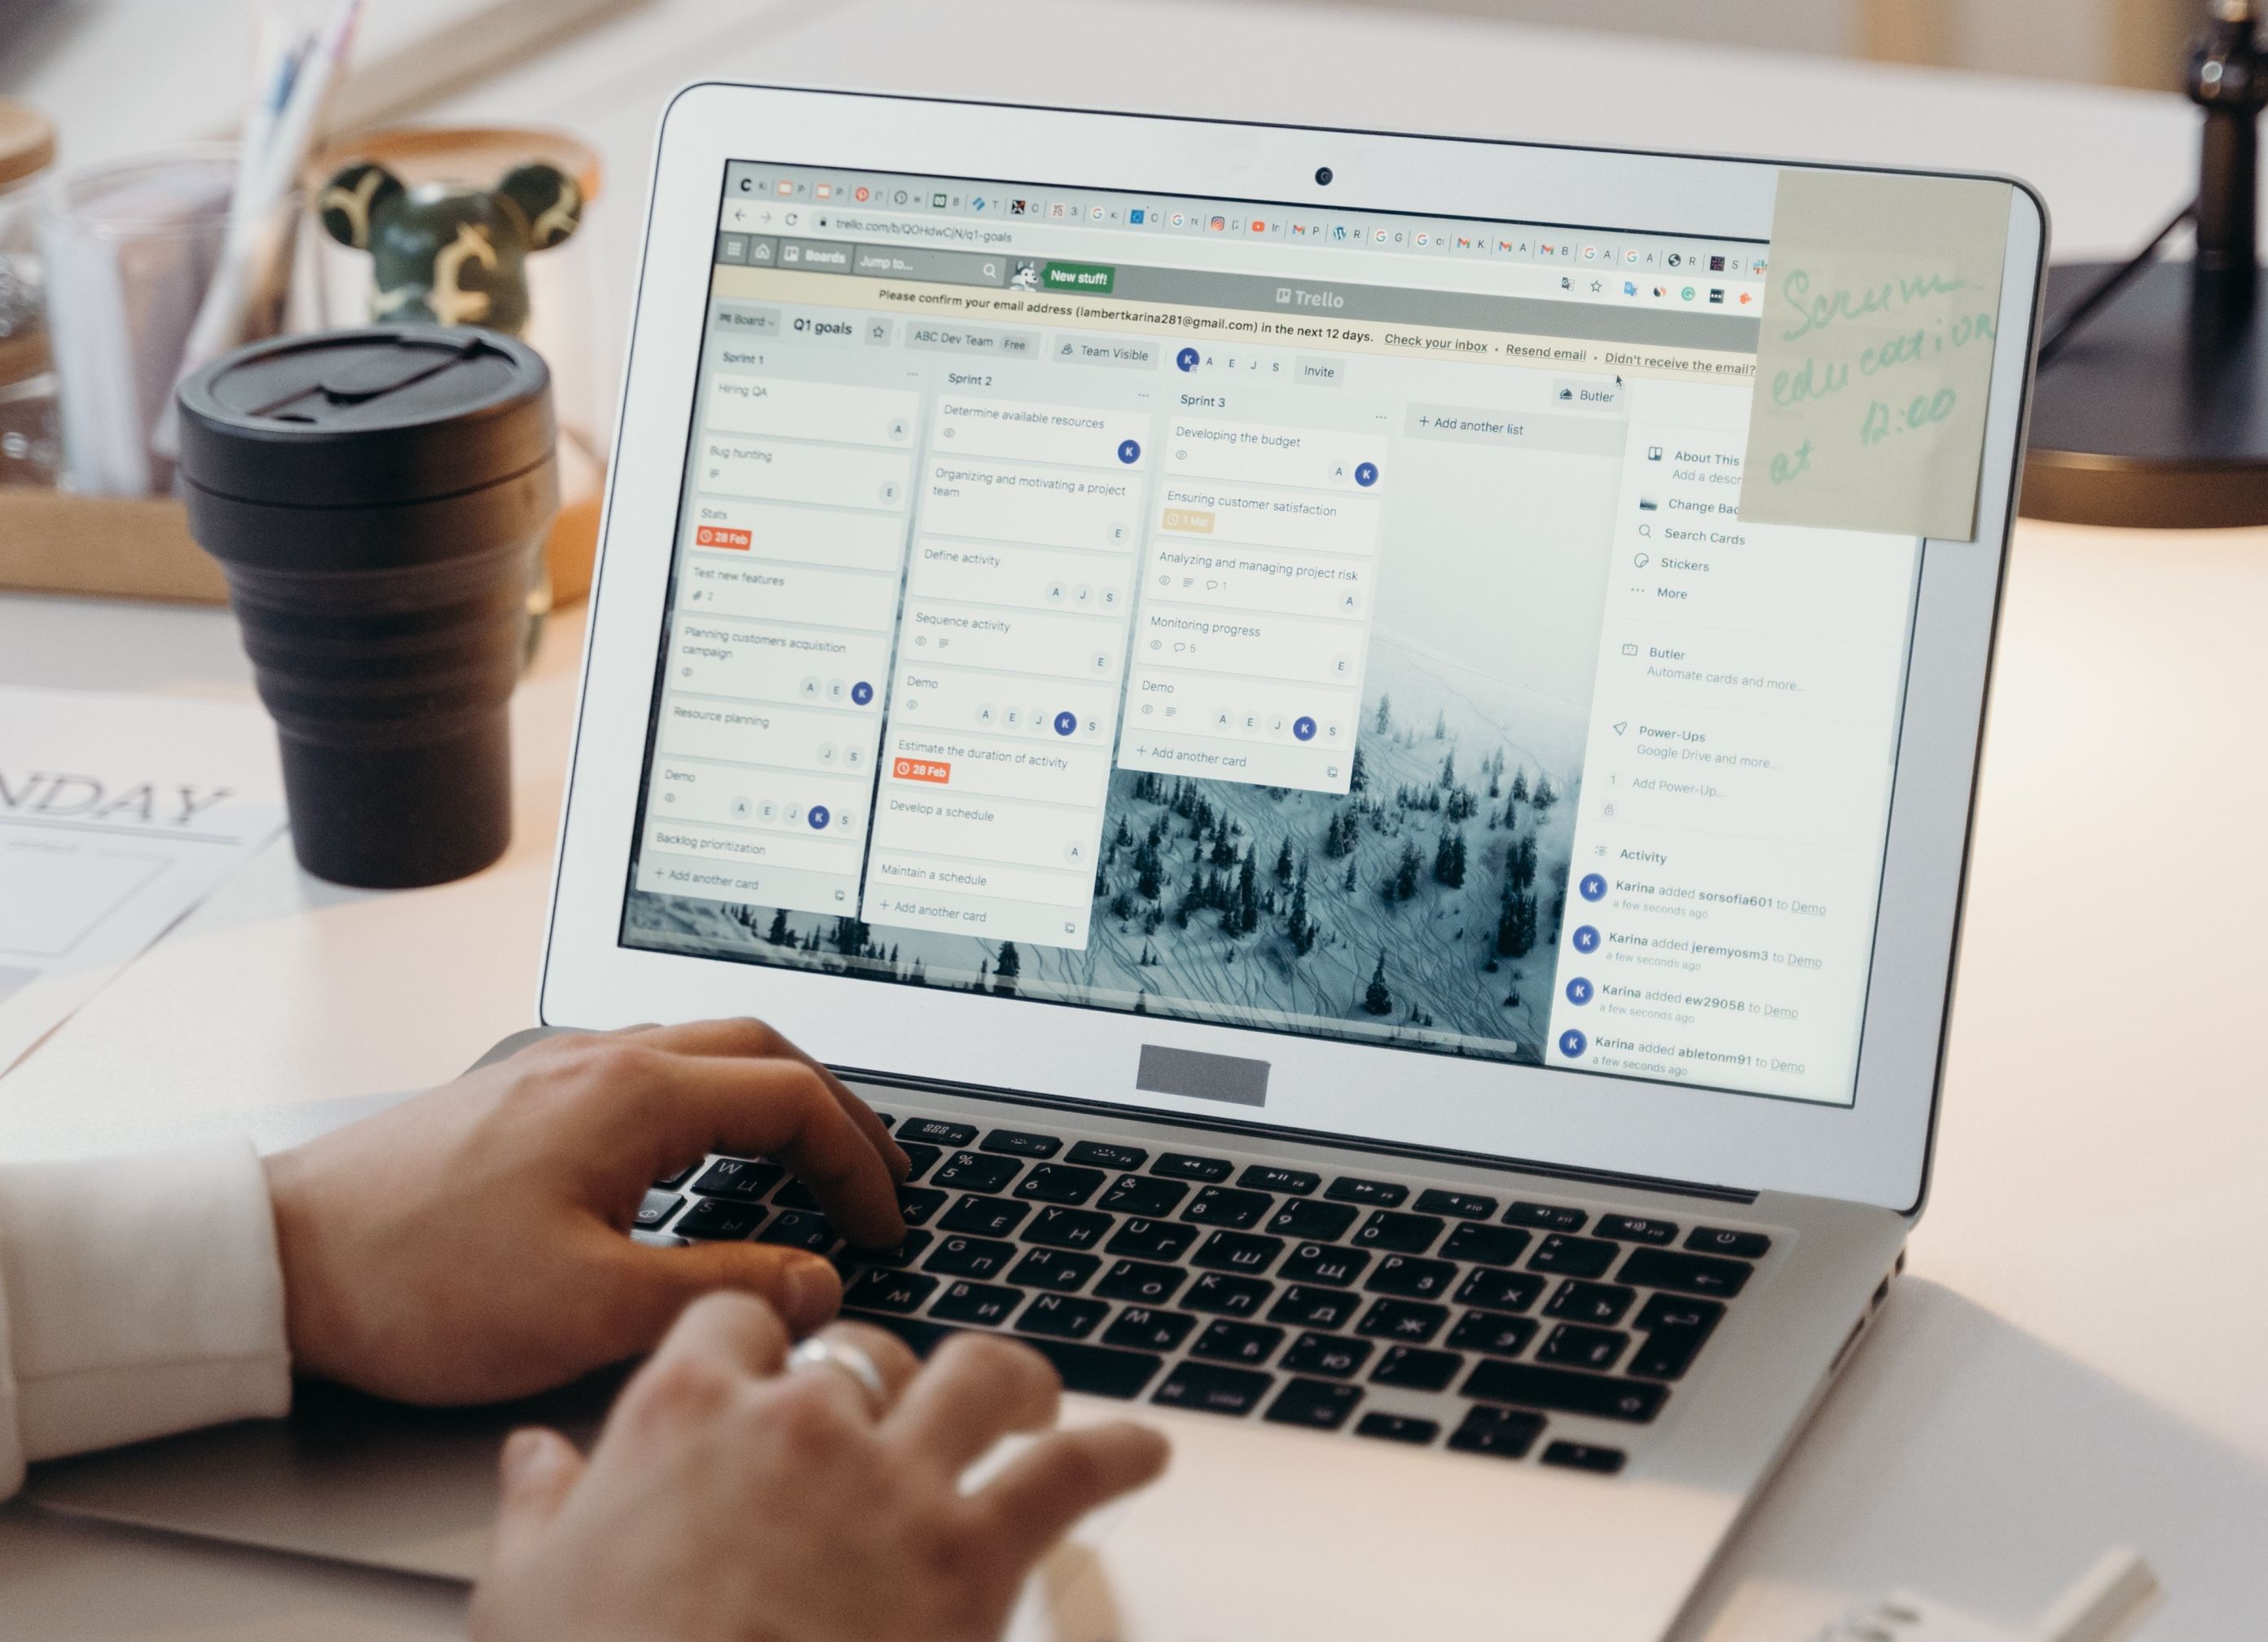 trello.com/b/QOHdwCjN/q1-goals
Boards
Jump to...
New stuff!
Trello
Please confirm your email address (lambertkarina281@gmail.com) in the next 12 days. Check your inbox • Resend email • Didn't receive the email?
Board
Q1 goals
ABC Dev Team Free
Team Visible
K A E J S
Invite
Butler
Sprint 1
Hiring QA
A
Bug hunting
E
Stats
28 Feb
Test new features
2
Planning customers acquisition
campaign
A E K
Resource planning
J S
Demo
A E J K S
Backlog prioritization
+ Add another card
Sprint 2
Determine available resources
K
Organizing and motivating a project
team
E
Define activity
A J S
Sequence activity
E
Demo
A E J K S
Estimate the duration of activity
28 Feb
Develop a schedule
A
Maintain a schedule
+ Add another card
Sprint 3
Developing the budget
A K
Ensuring customer satisfaction
1 Mar
Analyzing and managing project risk
1
A
Monitoring progress
5
E
Demo
A E J K S
+ Add another card
+ Add another list
About This
Add a descr
Change Bac
Search Cards
Stickers
More
Butler
Automate cards and more...
Power-Ups
Google Drive and more...
1 Add Power-Up...
Activity
K Karina added sorsofia601 to Demo
a few seconds ago
K Karina added jeremyosm3 to Demo
a few seconds ago
K Karina added ew29058 to Demo
a few seconds ago
K Karina added abletonm91 to Demo
a few seconds ago
Scrum
education
at 12:00
NDAY